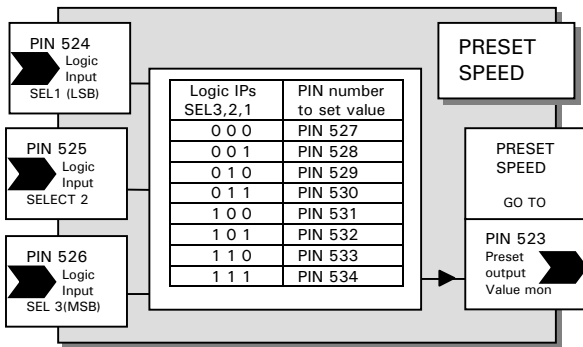 PIN 524
Logic
Input
SEL1 (LSB)
PIN 525
Logic
Input
SELECT 2
PIN 526
Logic
Input
SEL 3(MSB)
Logic IPs PIN number
SEL3,2,1 to set value
0 0 0 PIN 527
0 0 1 PIN 528
0 1 0 PIN 529
0 1 1 PIN 530
1 0 0 PIN 531
1 0 1 PIN 532
1 1 0 PIN 533
1 1 1 PIN 534
PRESET
SPEED
PRESET
SPEED
GO TO
PIN 523
Preset
output
Value mon